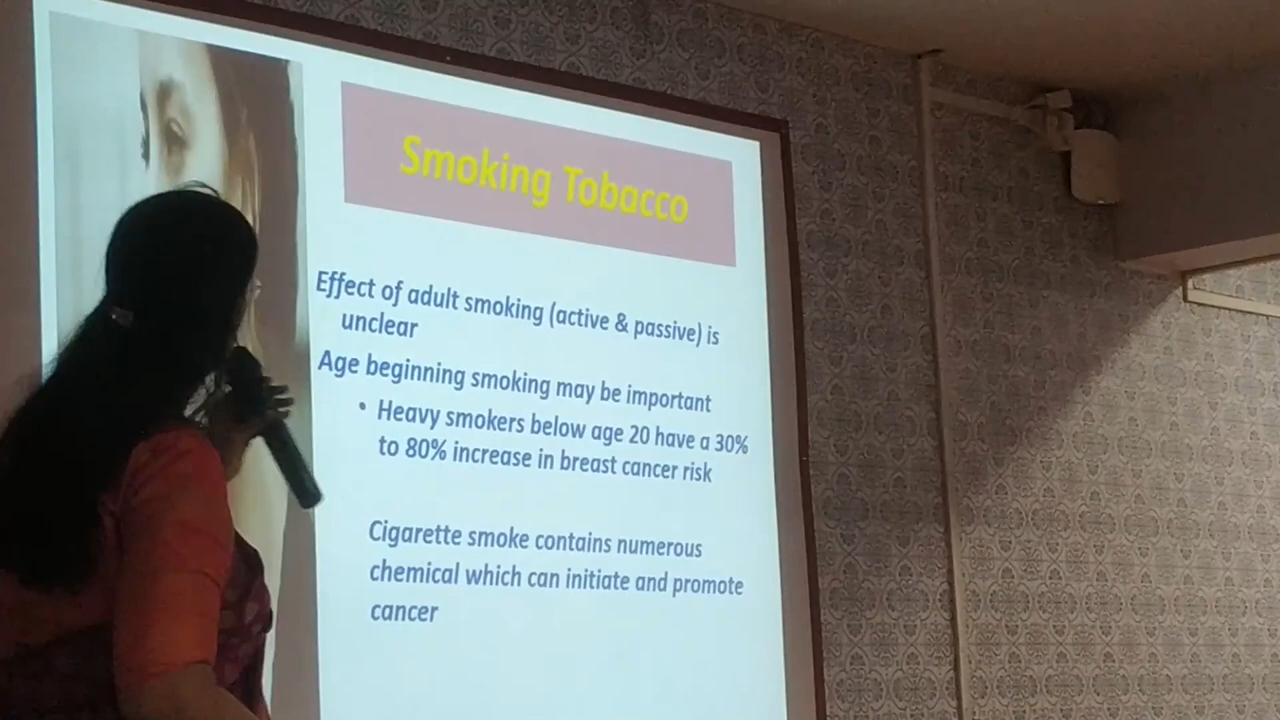 Smoking Tobacco
Effect of adult smoking (active & passive) is
unclear
Age beginning smoking may be important
• Heavy smokers below age 20 have a 30%
to 80% increase in breast cancer risk
Cigarette smoke contains numerous
chemical which can initiate and promote
cancer